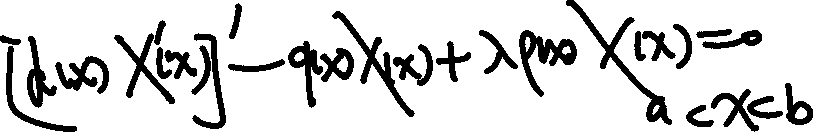 [k(x) X'(x)]' - q(x) X(x) + λρ(x) X(x) = 0
a < x < b